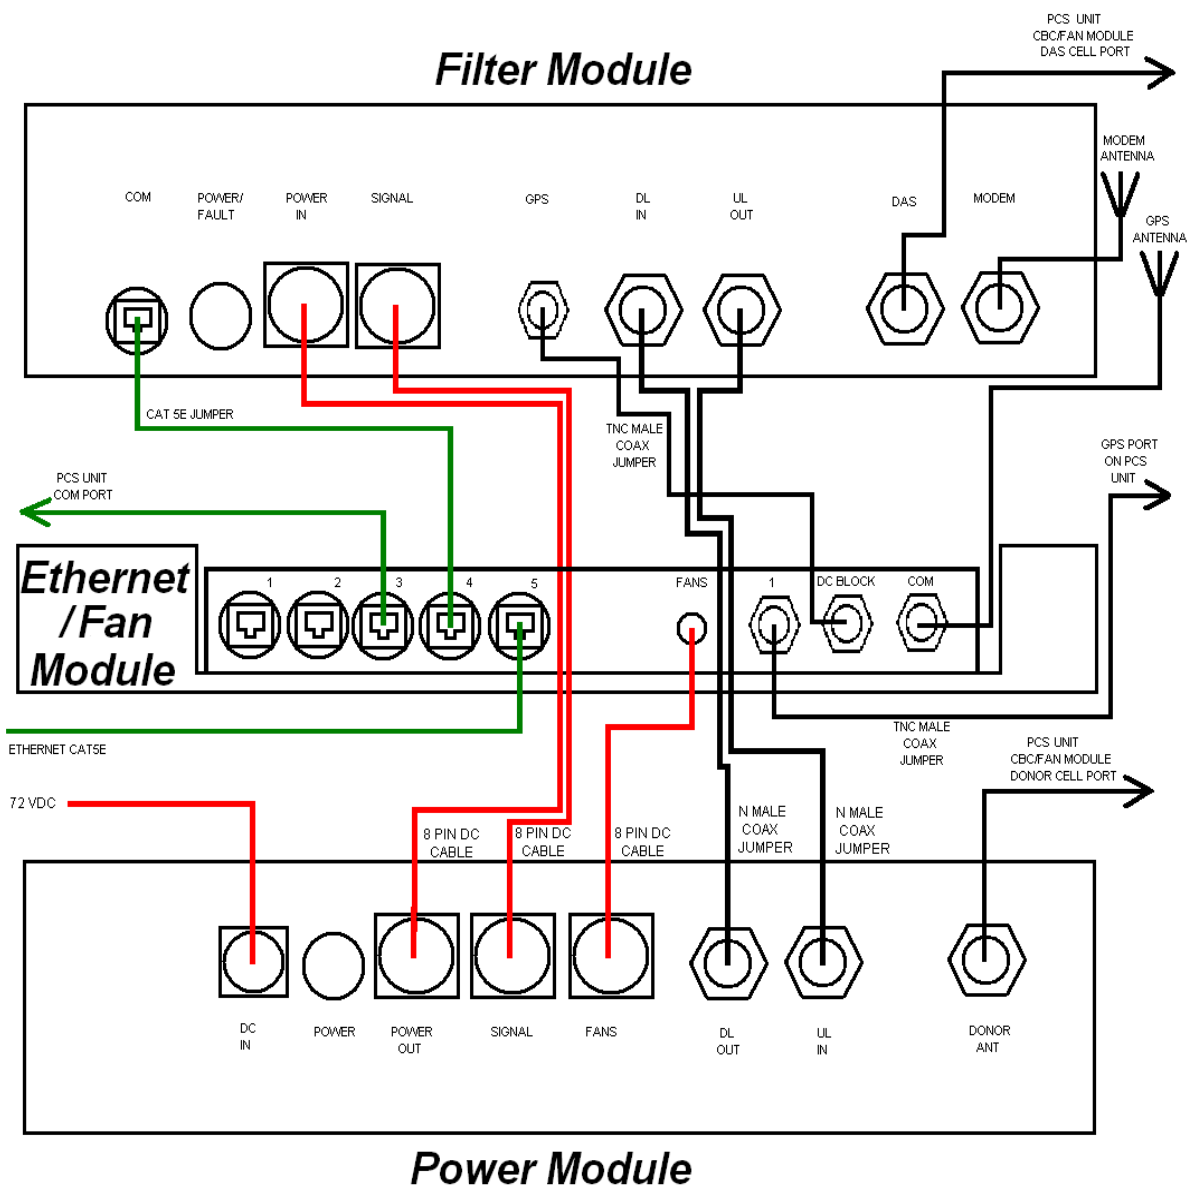 PCS UNIT
CBC/FAN MODULE
DAS CELL PORT
Filter Module
MODEM
ANTENNA
GPS
ANTENNA
COM
POWER/
FAULT
POWER
IN
SIGNAL
GPS
DL
IN
UL
OUT
DAS
MODEM
CAT 5E JUMPER
TNC MALE
COAX
JUMPER
GPS PORT
ON PCS
UNIT
PCS UNIT
COM PORT
Ethernet
/Fan
Module
1
2
3
4
5
FANS
1
DC BLOCK
COM
TNC MALE
COAX
JUMPER
ETHERNET CAT5E
PCS UNIT
CBC/FAN MODULE
DONOR CELL PORT
72 VDC
8 PIN DC
CABLE
8 PIN DC
CABLE
8 PIN DC
CABLE
N MALE
COAX
JUMPER
N MALE
COAX
JUMPER
DC
IN
POWER
POWER
OUT
SIGNAL
FANS
DL
OUT
UL
IN
DONOR
ANT
Power Module